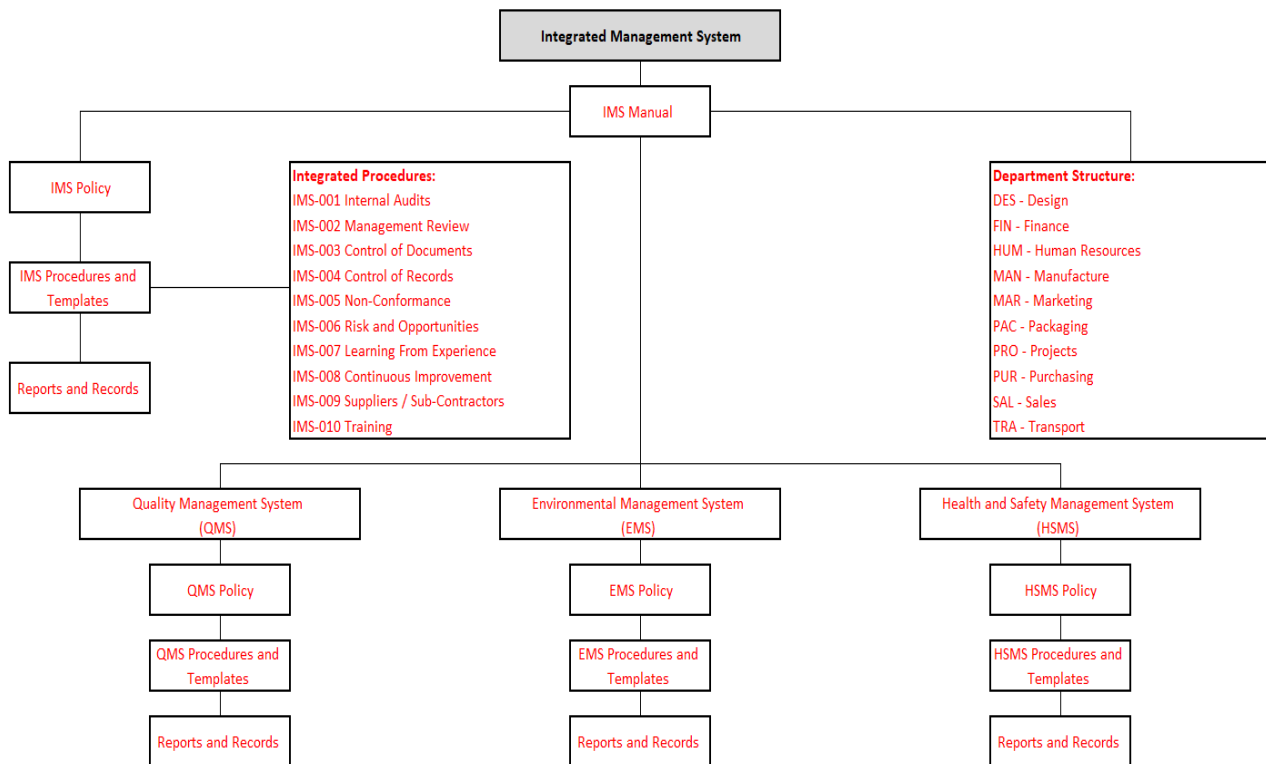 Integrated Management System
IMS Manual
IMS Policy
IMS Procedures and
Templates
Reports and Records
Integrated Procedures:
IMS-001 Internal Audits
IMS-002 Management Review
IMS-003 Control of Documents
IMS-004 Control of Records
IMS-005 Non-Conformance
IMS-006 Risk and Opportunities
IMS-007 Learning From Experience
IMS-008 Continuous Improvement
IMS-009 Suppliers / Sub-Contractors
IMS-010 Training
Department Structure:
DES - Design
FIN - Finance
HUM - Human Resources
MAN - Manufacture
MAR - Marketing
PAC - Packaging
PRO - Projects
PUR - Purchasing
SAL - Sales
TRA - Transport
Quality Management System
(QMS)
QMS Policy
QMS Procedures and
Templates
Reports and Records
Environmental Management System
(EMS)
EMS Policy
EMS Procedures and
Templates
Reports and Records
Health and Safety Management System
(HSMS)
HSMS Policy
HSMS Procedures and
Templates
Reports and Records